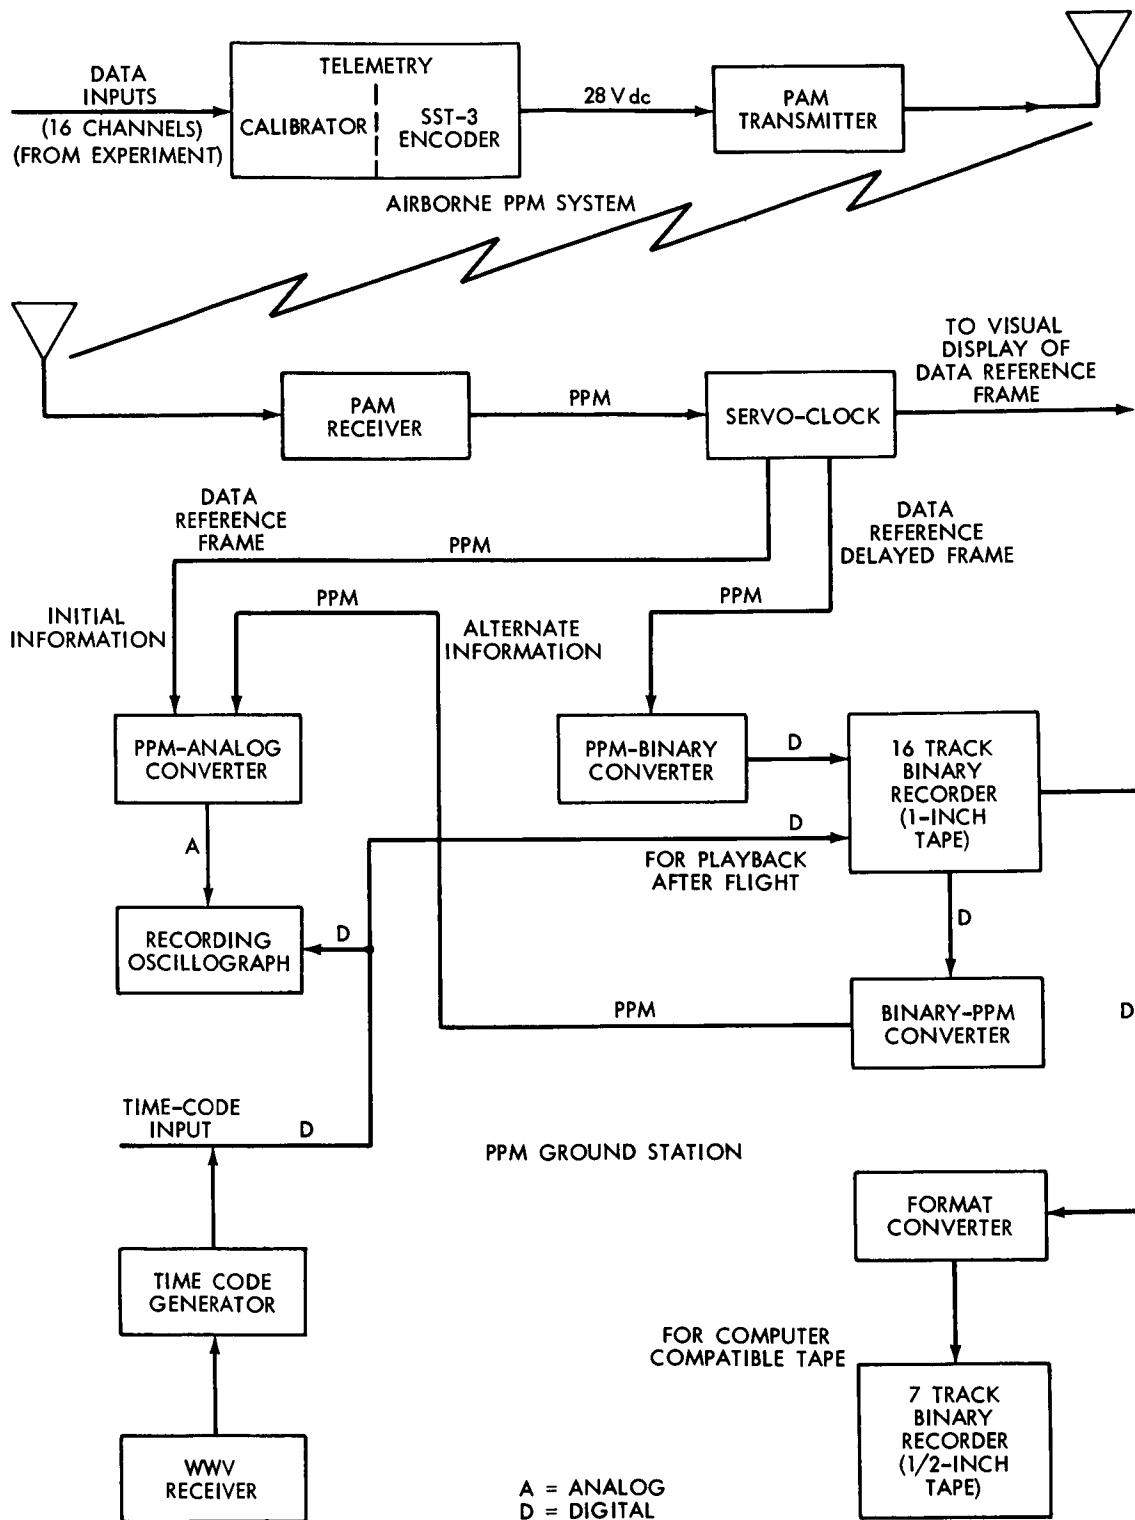 DATA
INPUTS
(16 CHANNELS)
(FROM EXPERIMENT)
TELEMETRY
CALIBRATOR
SST-3
ENCODER
28 V dc
PAM
TRANSMITTER
AIRBORNE PPM SYSTEM
PAM
RECEIVER
PPM
SERVO-CLOCK
TO VISUAL
DISPLAY OF
DATA REFERENCE
FRAME
DATA
REFERENCE
FRAME
PPM
DATA
REFERENCE
DELAYED FRAME
INITIAL
INFORMATION
PPM
ALTERNATE
INFORMATION
PPM
PPM-ANALOG
CONVERTER
PPM-BINARY
CONVERTER
D
16 TRACK
BINARY
RECORDER
(1-INCH
TAPE)
A
D
FOR PLAYBACK
AFTER FLIGHT
RECORDING
OSCILLOGRAPH
D
D
PPM
BINARY-PPM
CONVERTER
D
TIME-CODE
INPUT
D
PPM GROUND STATION
FORMAT
CONVERTER
TIME CODE
GENERATOR
FOR COMPUTER
COMPATIBLE TAPE
7 TRACK
BINARY
RECORDER
(1/2-INCH
TAPE)
WWV
RECEIVER
A = ANALOG
D = DIGITAL